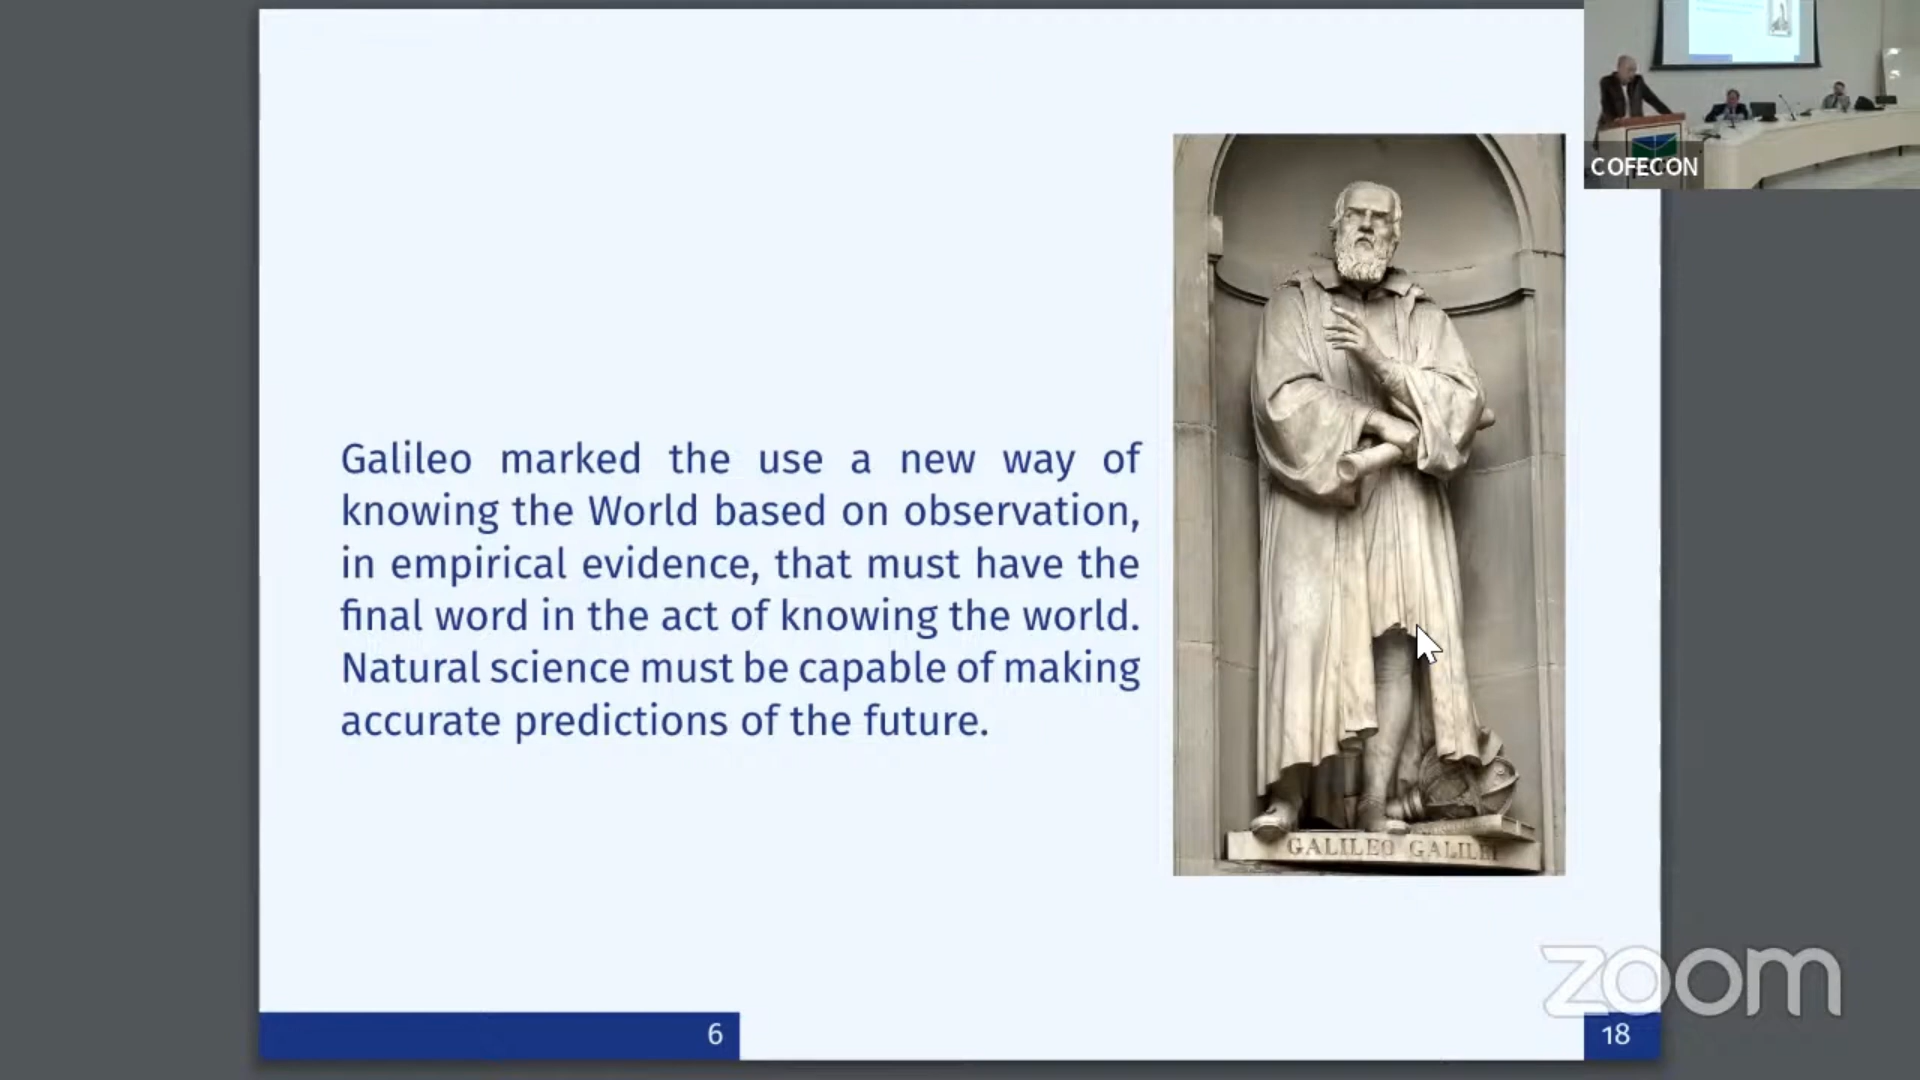 COFECON
Galileo marked the use a new way of
knowing the World based on observation,
in empirical evidence, that must have the
final word in the act of knowing the world.
Natural science must be capable of making
accurate predictions of the future.
GALILEO GALILEI
zoom
6
18